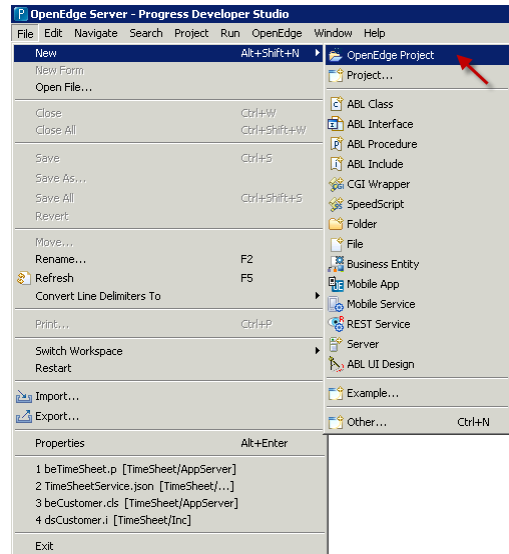 OpenEdge Server - Progress Developer Studio
File Edit Navigate Search Project Run OpenEdge Window Help
New Alt+Shift+N
New Form
Open File...
Close Ctrl+W
Close All Ctrl+Shift+W
Save Ctrl+S
Save As...
Save All Ctrl+Shift+S
Revert
Move...
Rename... F2
Refresh F5
Convert Line Delimiters To
Print... Ctrl+P
Switch Workspace
Restart
Import...
Export...
Properties Alt+Enter
1 beTimeSheet.p [TimeSheet/AppServer]
2 TimeSheetService.json [TimeSheet/...]
3 beCustomer.cls [TimeSheet/AppServer]
4 dsCustomer.i [TimeSheet/Inc]
Exit
OpenEdge Project
Project...
ABL Class
ABL Interface
ABL Procedure
ABL Include
CGI Wrapper
SpeedScript
Folder
File
Business Entity
Mobile App
Mobile Service
REST Service
Server
ABL UI Design
Example...
Other... Ctrl+N